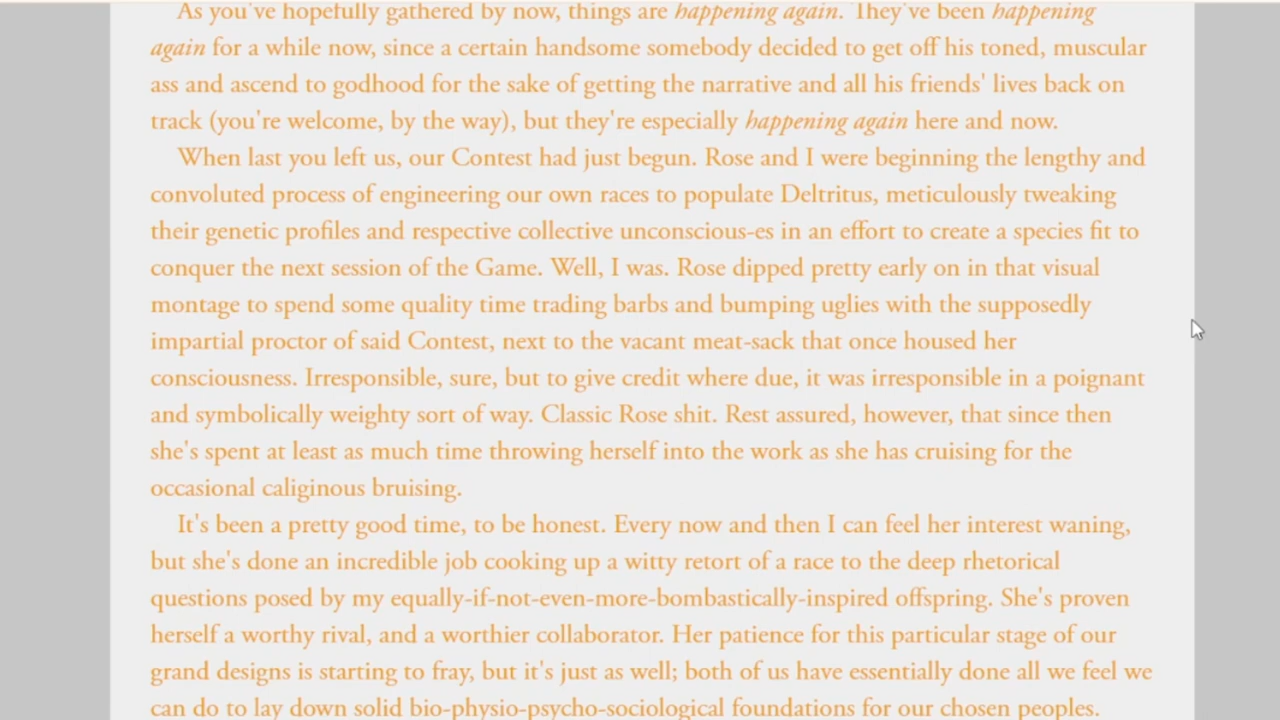 As you've hopefully gathered by now, things are happening again. They've been happening
again for a while now, since a certain handsome somebody decided to get off his toned, muscular
ass and ascend to godhood for the sake of getting the narrative and all his friends' lives back on
track (you're welcome, by the way), but they're especially happening again here and now.
When last you left us, our Contest had just begun. Rose and I were beginning the lengthy and
convoluted process of engineering our own races to populate Deltritus, meticulously tweaking
their genetic profiles and respective collective unconscious-es in an effort to create a species fit to
conquer the next session of the Game. Well, I was. Rose dipped pretty early on in that visual
montage to spend some quality time trading barbs and bumping uglies with the supposedly
impartial proctor of said Contest, next to the vacant meat-sack that once housed her
consciousness. Irresponsible, sure, but to give credit where due, it was irresponsible in a poignant
and symbolically weighty sort of way. Classic Rose shit. Rest assured, however, that since then
she's spent at least as much time throwing herself into the work as she has cruising for the
occasional caliginous bruising.
It's been a pretty good time, to be honest. Every now and then I can feel her interest waning,
but she's done an incredible job cooking up a witty retort of a race to the deep rhetorical
questions posed by my equally-if-not-even-more-bombastically-inspired offspring. She's proven
herself a worthy rival, and a worthier collaborator. Her patience for this particular stage of our
grand designs is starting to fray, but it's just as well; both of us have essentially done all we feel we
can do to lay down solid bio-physio-psycho-sociological foundations for our chosen peoples.